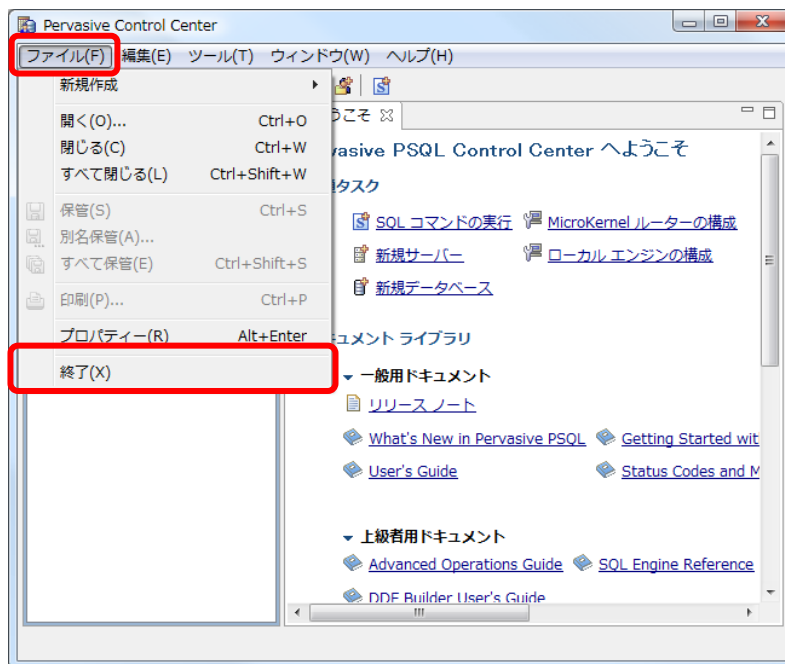 Pervasive Control Center
ファイル(F) 編集(E) ツール(T) ウィンドウ(W) ヘルプ(H)
新規作成
開く(O)... Ctrl+O
閉じる(C) Ctrl+W
すべて閉じる(L) Ctrl+Shift+W
保管(S) Ctrl+S
別名保管(A)...
すべて保管(E) Ctrl+Shift+S
印刷(P)... Ctrl+P
プロパティー(R) Alt+Enter
終了(X)
うこそ
vasive PSQL Control Center へようこそ
タスク
SQL コマンドの実行 MicroKernel ルーターの構成
新規サーバー ローカル エンジンの構成
新規データベース
ュメント ライブラリ
一般用ドキュメント
リリース ノート
What's New in Pervasive PSQL Getting Started wit
User's Guide Status Codes and M
上級者用ドキュメント
Advanced Operations Guide SQL Engine Reference
DDF Builder User's Guide